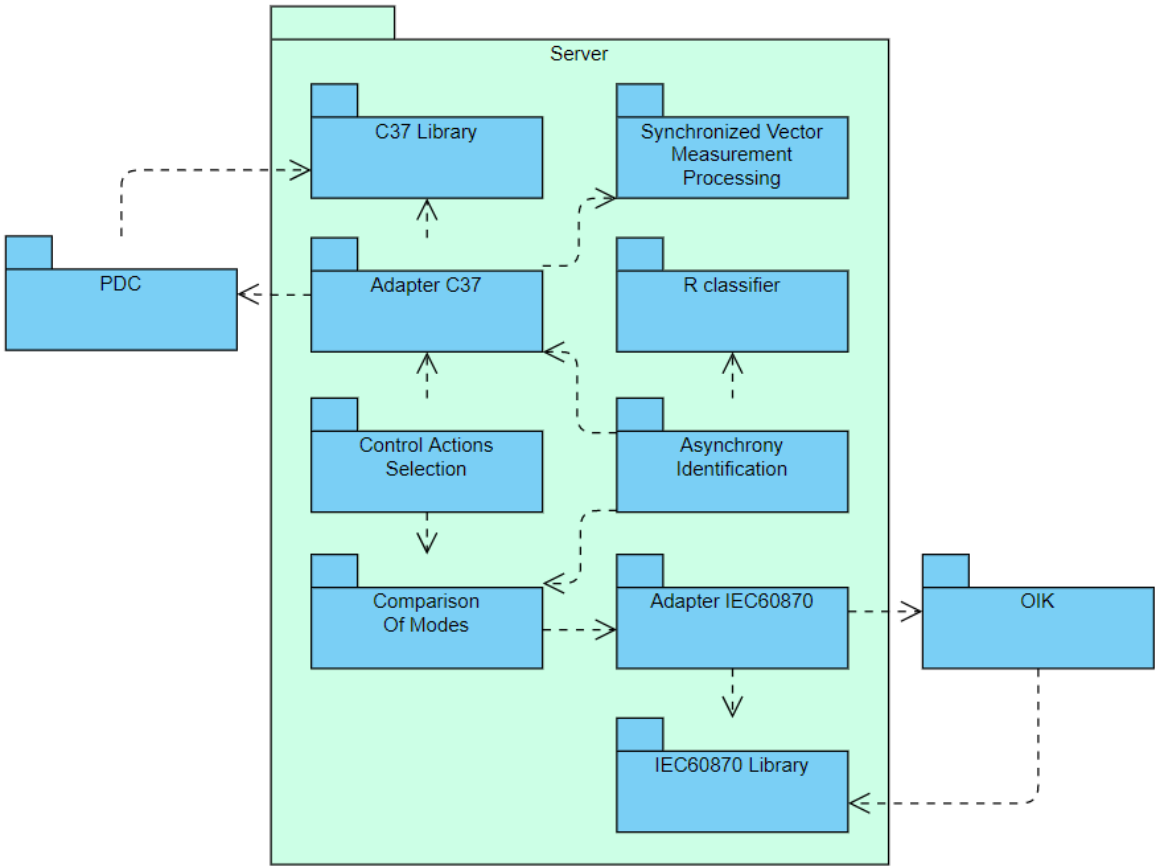 Server
C37 Library
Synchronized Vector
Measurement
Processing
PDC
Adapter C37
R classifier
Control Actions
Selection
Asynchrony
Identification
Comparison
Of Modes
Adapter IEC60870
OIK
IEC60870 Library